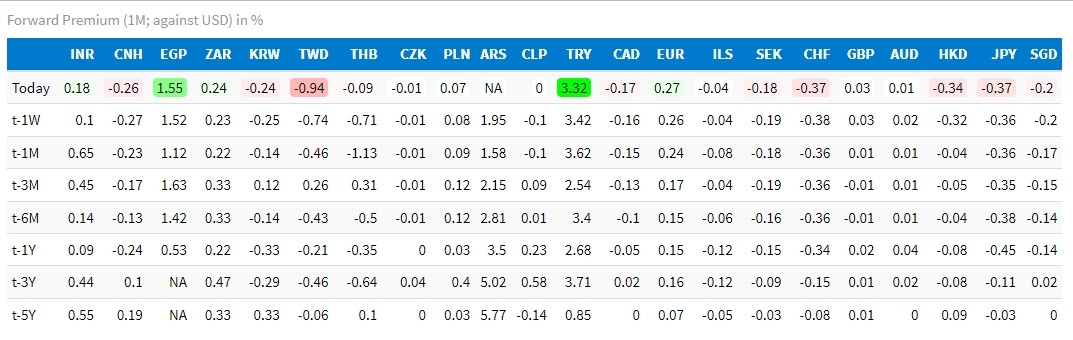 Forward Premium (1M; against USD) in %
INR CNH EGP ZAR KRW TWD THB CZK PLN ARS CLP TRY CAD EUR ILS SEK CHF GBP AUD HKD JPY SGD
Today 0.18 -0.26 1.55 0.24 -0.24 -0.94 -0.09 -0.01 0.07 NA 0 3.32 -0.17 0.27 -0.04 -0.18 -0.37 0.03 0.01 -0.34 -0.37 -0.2
t-1W 0.1 -0.27 1.52 0.23 -0.25 -0.74 -0.71 -0.01 0.08 1.95 -0.1 3.42 -0.16 0.26 -0.04 -0.19 -0.38 0.03 0.02 -0.32 -0.36 -0.2
t-1M 0.65 -0.23 1.12 0.22 -0.14 -0.46 -1.13 -0.01 0.09 1.58 -0.1 3.62 -0.15 0.24 -0.08 -0.18 -0.36 0.01 0.01 -0.04 -0.36 -0.17
t-3M 0.45 -0.17 1.63 0.33 0.12 0.26 0.31 -0.01 0.12 2.15 0.09 2.54 -0.13 0.17 -0.04 -0.19 -0.36 -0.01 0.01 -0.05 -0.35 -0.15
t-6M 0.14 -0.13 1.42 0.33 -0.14 -0.43 -0.5 -0.01 0.12 2.81 0.01 3.4 -0.1 0.15 -0.06 -0.16 -0.36 -0.01 0.01 -0.04 -0.38 -0.14
t-1Y 0.09 -0.24 0.53 0.22 -0.33 -0.21 -0.35 0 0.03 3.5 0.23 2.68 -0.05 0.15 -0.12 -0.15 -0.34 0.02 0.04 -0.08 -0.45 -0.14
t-3Y 0.44 0.1 NA 0.47 -0.29 -0.46 -0.64 0.04 0.4 5.02 0.58 3.71 0.02 0.16 -0.12 -0.09 -0.15 0.01 0.02 -0.08 -0.11 0.02
t-5Y 0.55 0.19 NA 0.33 0.33 -0.06 0.1 0 0.03 5.77 -0.14 0.85 0 0.07 -0.05 -0.03 -0.08 0.01 0 0.09 -0.03 0